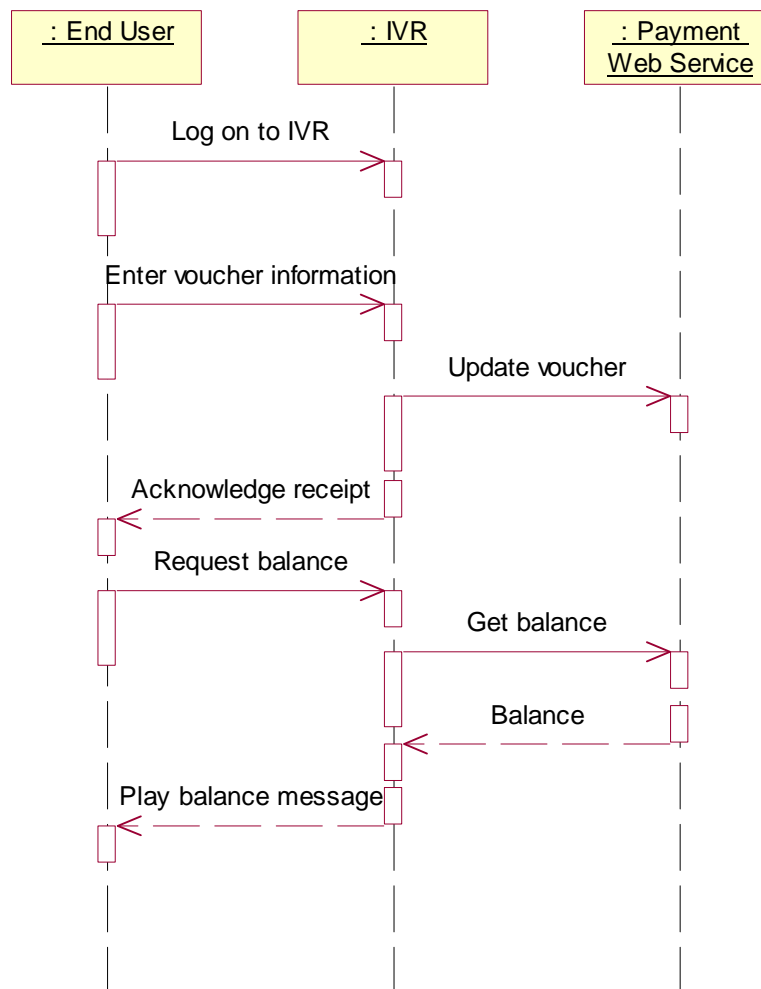 : End User
: IVR
: Payment
Web Service
Log on to IVR
Enter voucher information
Update voucher
Acknowledge receipt
Request balance
Get balance
Balance
Play balance message